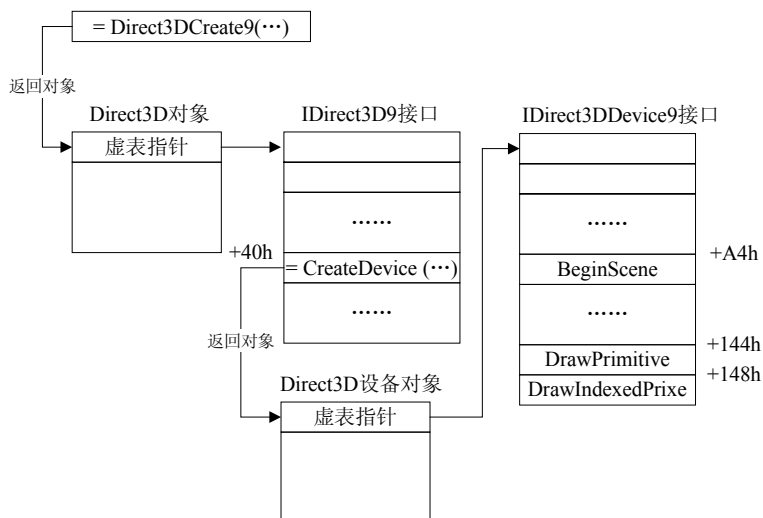 = Direct3DCreate9(…)
返回对象
Direct3D对象
IDirect3D9接口
IDirect3DDevice9接口
虚表指针
……
……
+40h
= CreateDevice (…)
+A4h
BeginScene
……
……
返回对象
+144h
DrawPrimitive
+148h
Direct3D设备对象
DrawIndexedPrixe
虚表指针